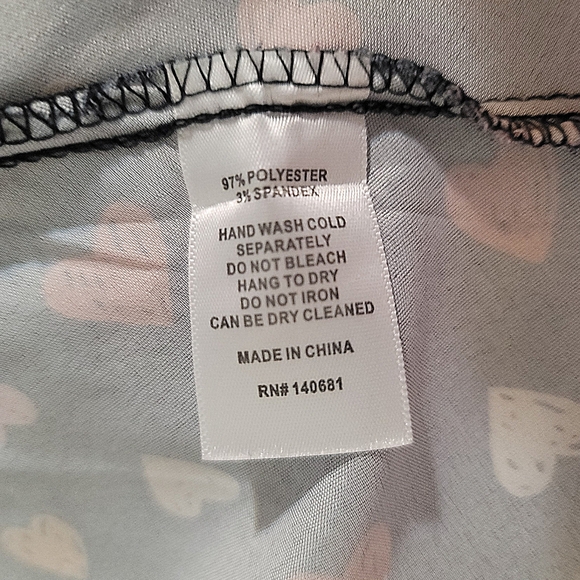 97% POLYESTER
3% SPANDEX
HAND WASH COLD
SEPARATELY
DO NOT BLEACH
HANG TO DRY
DO NOT IRON
CAN BE DRY CLEANED
MADE IN CHINA
RN# 140681